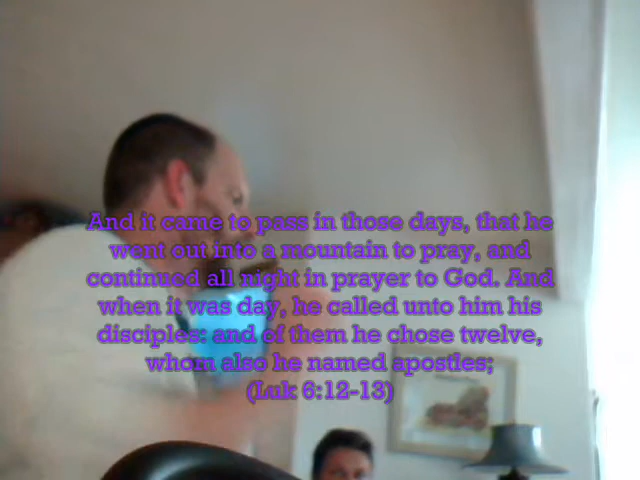 And it came to pass in those days, that he
went out into a mountain to pray, and
continued all night in prayer to God. And
when it was day, he called unto him his
disciples: and of them he chose twelve,
whom also he named apostles;
(Luk 6:12-13)